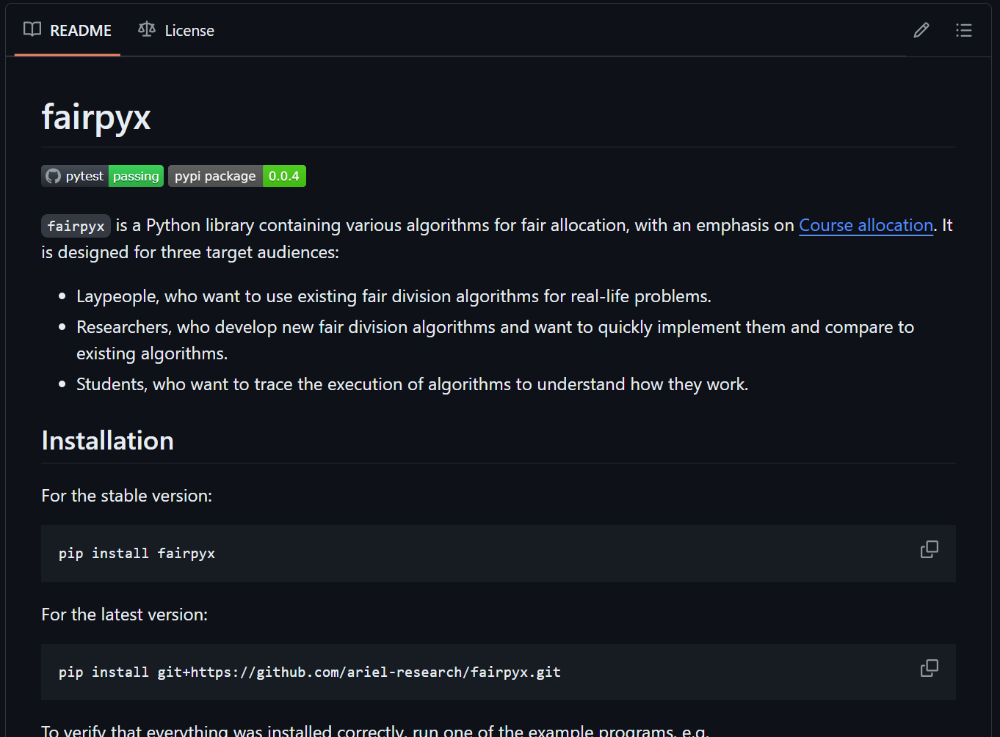 README License
fairpyx
pytest passing pypi package 0.0.4
fairpyx is a Python library containing various algorithms for fair allocation, with an emphasis on Course allocation. It
is designed for three target audiences:
Laypeople, who want to use existing fair division algorithms for real-life problems.
Researchers, who develop new fair division algorithms and want to quickly implement them and compare to
existing algorithms.
Students, who want to trace the execution of algorithms to understand how they work.
Installation
For the stable version:
pip install fairpyx
For the latest version:
pip install git+https://github.com/ariel-research/fairpyx.git
To verify that everything was installed correctly, run one of the example programs, e.g.